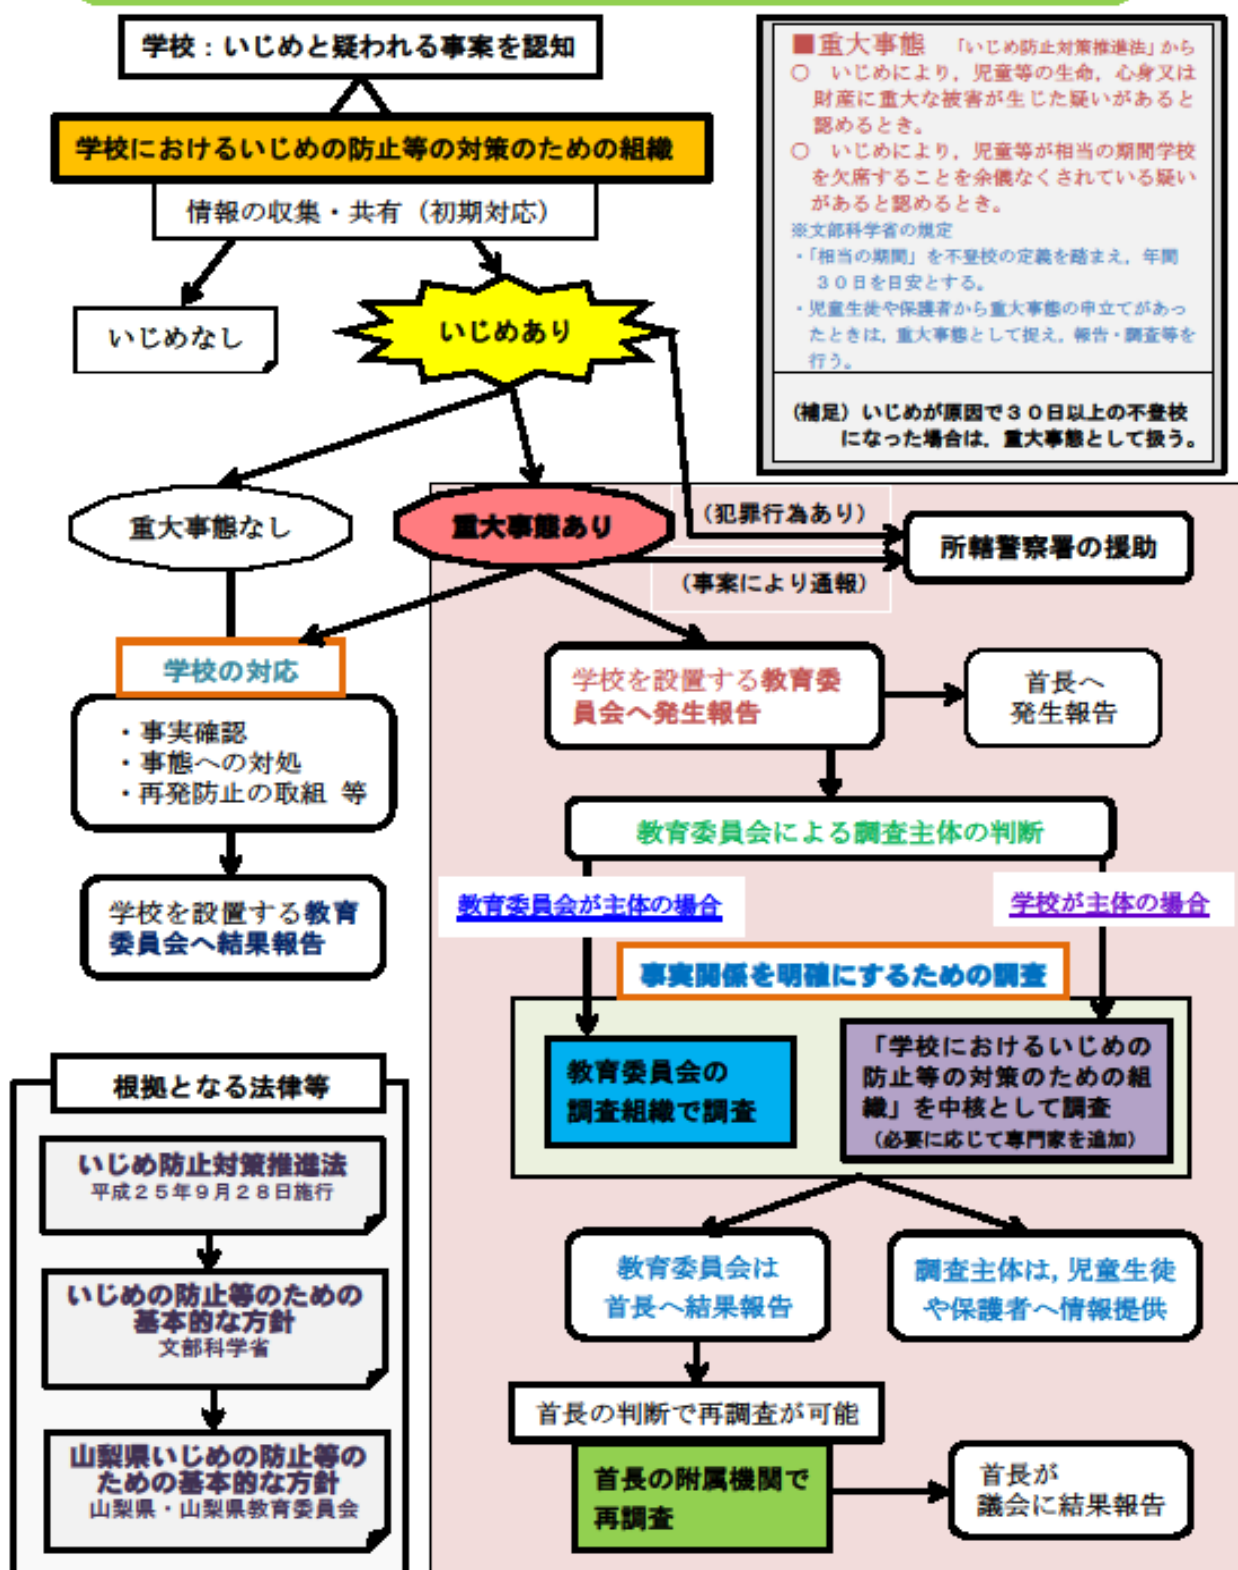 学校：いじめと疑われる事案を認知
学校におけるいじめの防止等の対策のための組織
情報の収集・共有（初期対応）
いじめなし
いじめあり
■重大事態　「いじめ防止対策推進法」から
○　いじめにより，児童等の生命，心身又は
財産に重大な被害が生じた疑いがあると
認めるとき。
○　いじめにより，児童等が相当の期間学校
を欠席することを余儀なくされている疑い
があると認めるとき。
※文部科学省の規定
・「相当の期間」を不登校の定義を踏まえ，年間
３０日を目安とする。
・児童生徒や保護者から重大事態の申立てがあっ
たときは，重大事態として捉え，報告・調査等を
行う。
（補足）いじめが原因で３０日以上の不登校
になった場合は，重大事態として扱う。
重大事態なし
重大事態あり
（犯罪行為あり）
（事案により通報）
所轄警察署の援助
学校の対応
・事実確認
・事態への対処
・再発防止の取組 等
学校を設置する教育
委員会へ結果報告
学校を設置する教育委
員会へ発生報告
首長へ
発生報告
教育委員会による調査主体の判断
教育委員会が主体の場合
学校が主体の場合
事実関係を明確にするための調査
教育委員会の
調査組織で調査
「学校におけるいじめの
防止等の対策のための組
織」を中核として調査
（必要に応じて専門家を追加）
教育委員会は
首長へ結果報告
調査主体は，児童生徒
や保護者へ情報提供
首長の判断で再調査が可能
首長の附属機関で
再調査
首長が
議会に結果報告
根拠となる法律等
いじめ防止対策推進法
平成２５年９月２８日施行
いじめの防止等のための
基本的な方針
文部科学省
山梨県いじめの防止等の
ための基本的な方針
山梨県・山梨県教育委員会